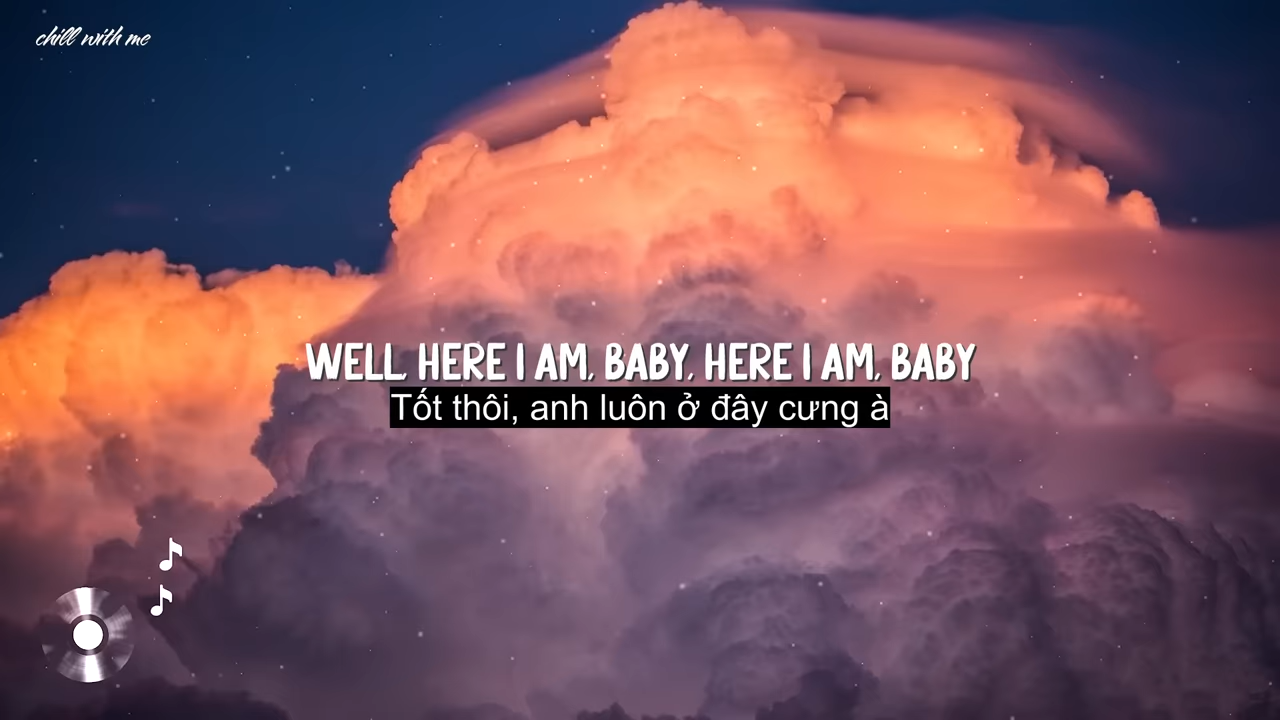 chill with me
WELL, HERE I AM, BABY, HERE I AM, BABY
Tốt thôi, anh luôn ở đây cưng à